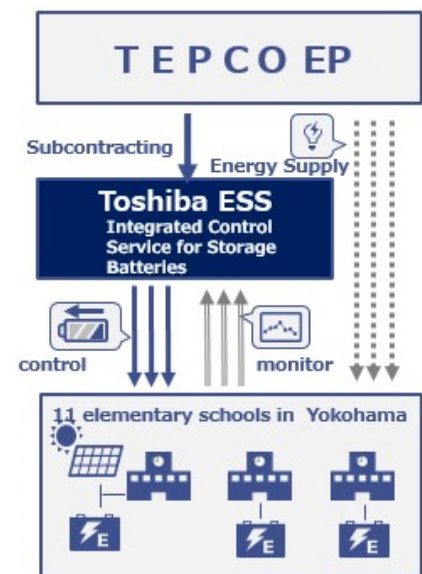 TEPCO EP
Subcontracting
Energy Supply
Toshiba ESS
Integrated Control
Service for Storage
Batteries
control
monitor
11 elementary schools in Yokohama
E
E
E